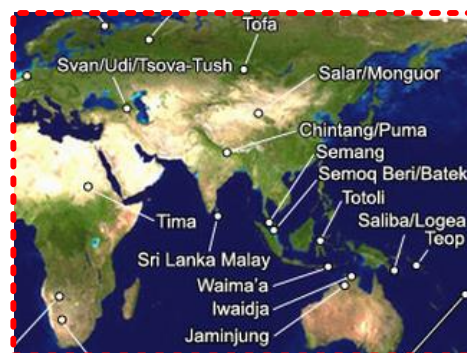 Tofa
Svan/Udi/Tsova-Tush
Salar/Monguor
Chintang/Puma
Semang
Semoq Beri/Batek
Totoli
Tima
Saliba/Logea
Teop
Sri Lanka Malay
Waima'a
Iwaidja
Jaminjung